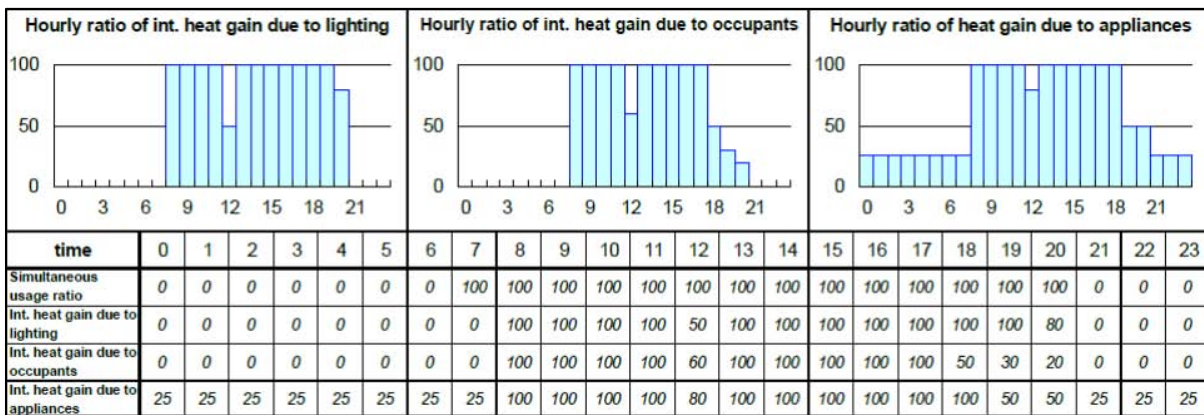 Hourly ratio of int. heat gain due to lighting
Hourly ratio of int. heat gain due to occupants
Hourly ratio of heat gain due to appliances
100
50
0
0 3 6 9 12 15 18 21
100
50
0
0 3 6 9 12 15 18 21
100
50
0
0 3 6 9 12 15 18 21
time 0 1 2 3 4 5 6 7 8 9 10 11 12 13 14 15 16 17 18 19 20 21 22 23
Simultaneous
usage ratio 0 0 0 0 0 0 0 100 100 100 100 100 100 100 100 100 100 100 100 100 100 0 0 0
Int. heat gain due to
lighting 0 0 0 0 0 0 0 0 100 100 100 100 50 100 100 100 100 100 100 100 80 0 0 0
Int. heat gain due to
occupants 0 0 0 0 0 0 0 0 100 100 100 100 60 100 100 100 100 100 50 30 20 0 0 0
Int. heat gain due to
appliances 25 25 25 25 25 25 25 25 100 100 100 100 80 100 100 100 100 100 100 50 50 25 25 25